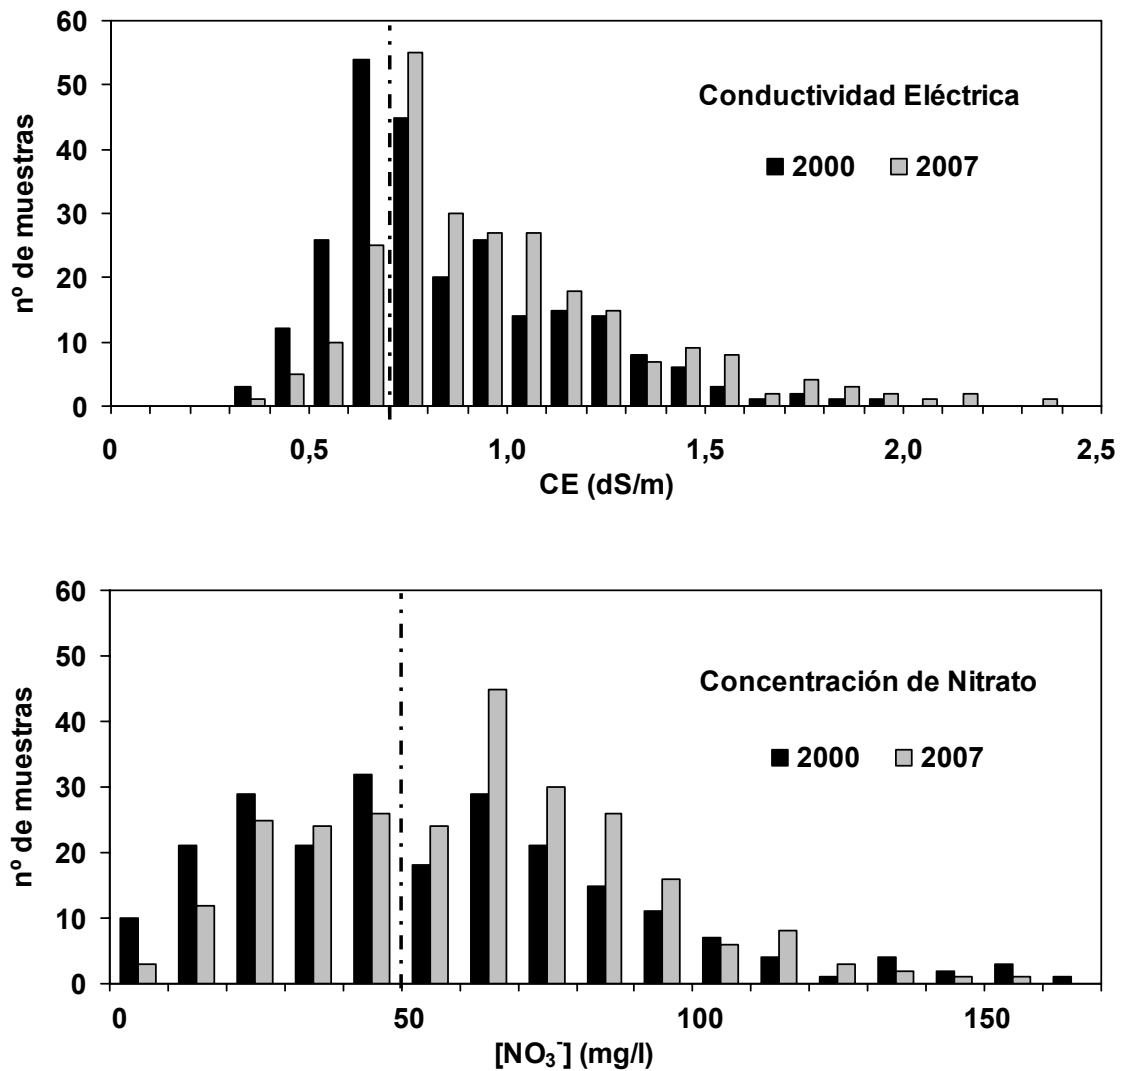 60
50
40
30
20
10
0
nº de muestras
Conductividad Eléctrica
2000 2007
0 0,5 1,0 1,5 2,0 2,5
CE (dS/m)
60
50
40
30
20
10
0
nº de muestras
Concentración de Nitrato
2000 2007
0 50 100 150
[NO₃⁻] (mg/l)